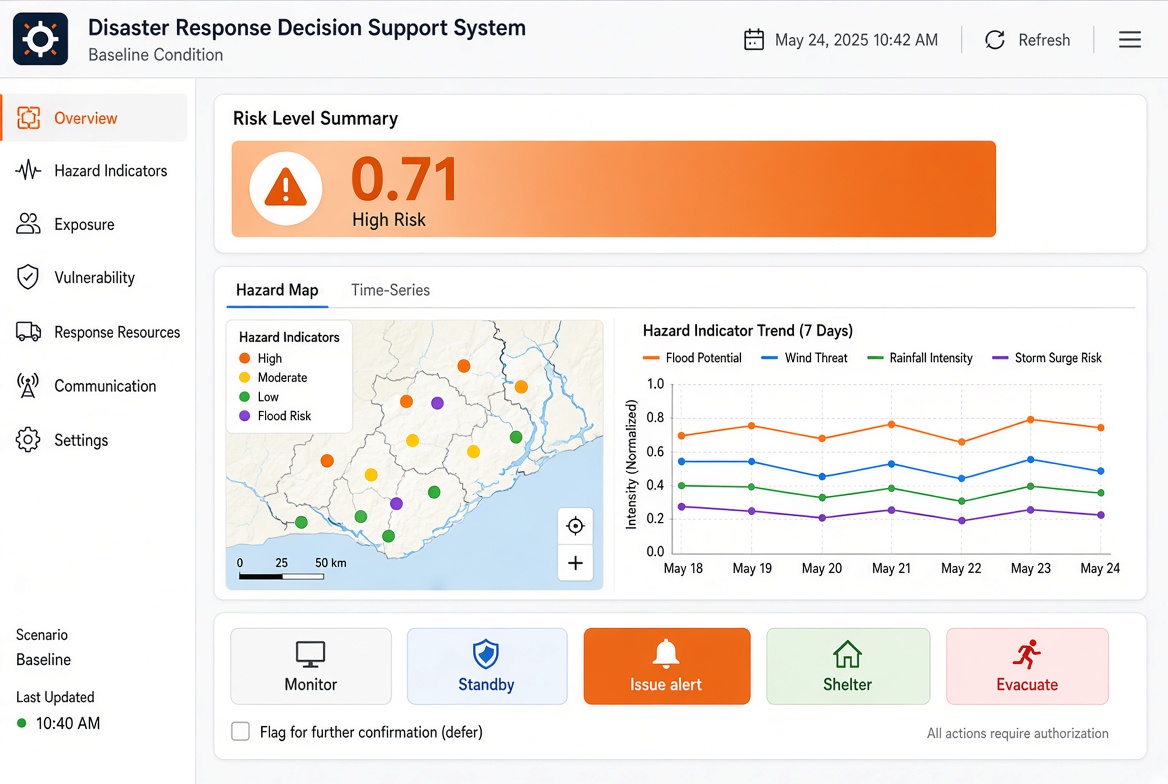 Disaster Response Decision Support System
Baseline Condition
May 24, 2025 10:42 AM
Refresh
Overview
Hazard Indicators
Exposure
Vulnerability
Response Resources
Communication
Settings
Scenario
Baseline
Last Updated
10:40 AM
Risk Level Summary
0.71
High Risk
Hazard Map
Time-Series
Hazard Indicators
High
Moderate
Low
Flood Risk
0 25 50 km
Hazard Indicator Trend (7 Days)
Flood Potential Wind Threat Rainfall Intensity Storm Surge Risk
Intensity (Normalized)
1.0
0.8
0.6
0.4
0.2
0.0
May 18 May 19 May 20 May 21 May 22 May 23 May 24
Monitor
Standby
Issue alert
Shelter
Evacuate
Flag for further confirmation (defer)
All actions require authorization